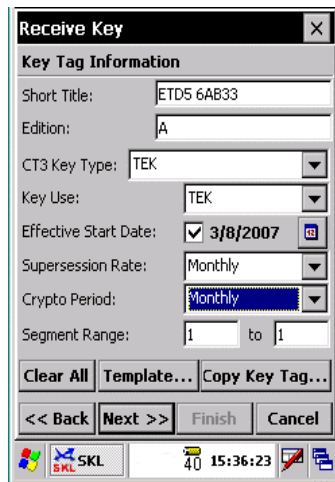 Receive Key
Key Tag Information
Short Title: ETD5 6AB33
Edition: A
CT3 Key Type: TEK
Key Use: TEK
Effective Start Date: 3/8/2007
Supersession Rate: Monthly
Crypto Period: Monthly
Segment Range: 1 to 1
Clear All Template... Copy Key Tag...
<< Back Next >> Finish Cancel
SKL SKL 40 15:36:23